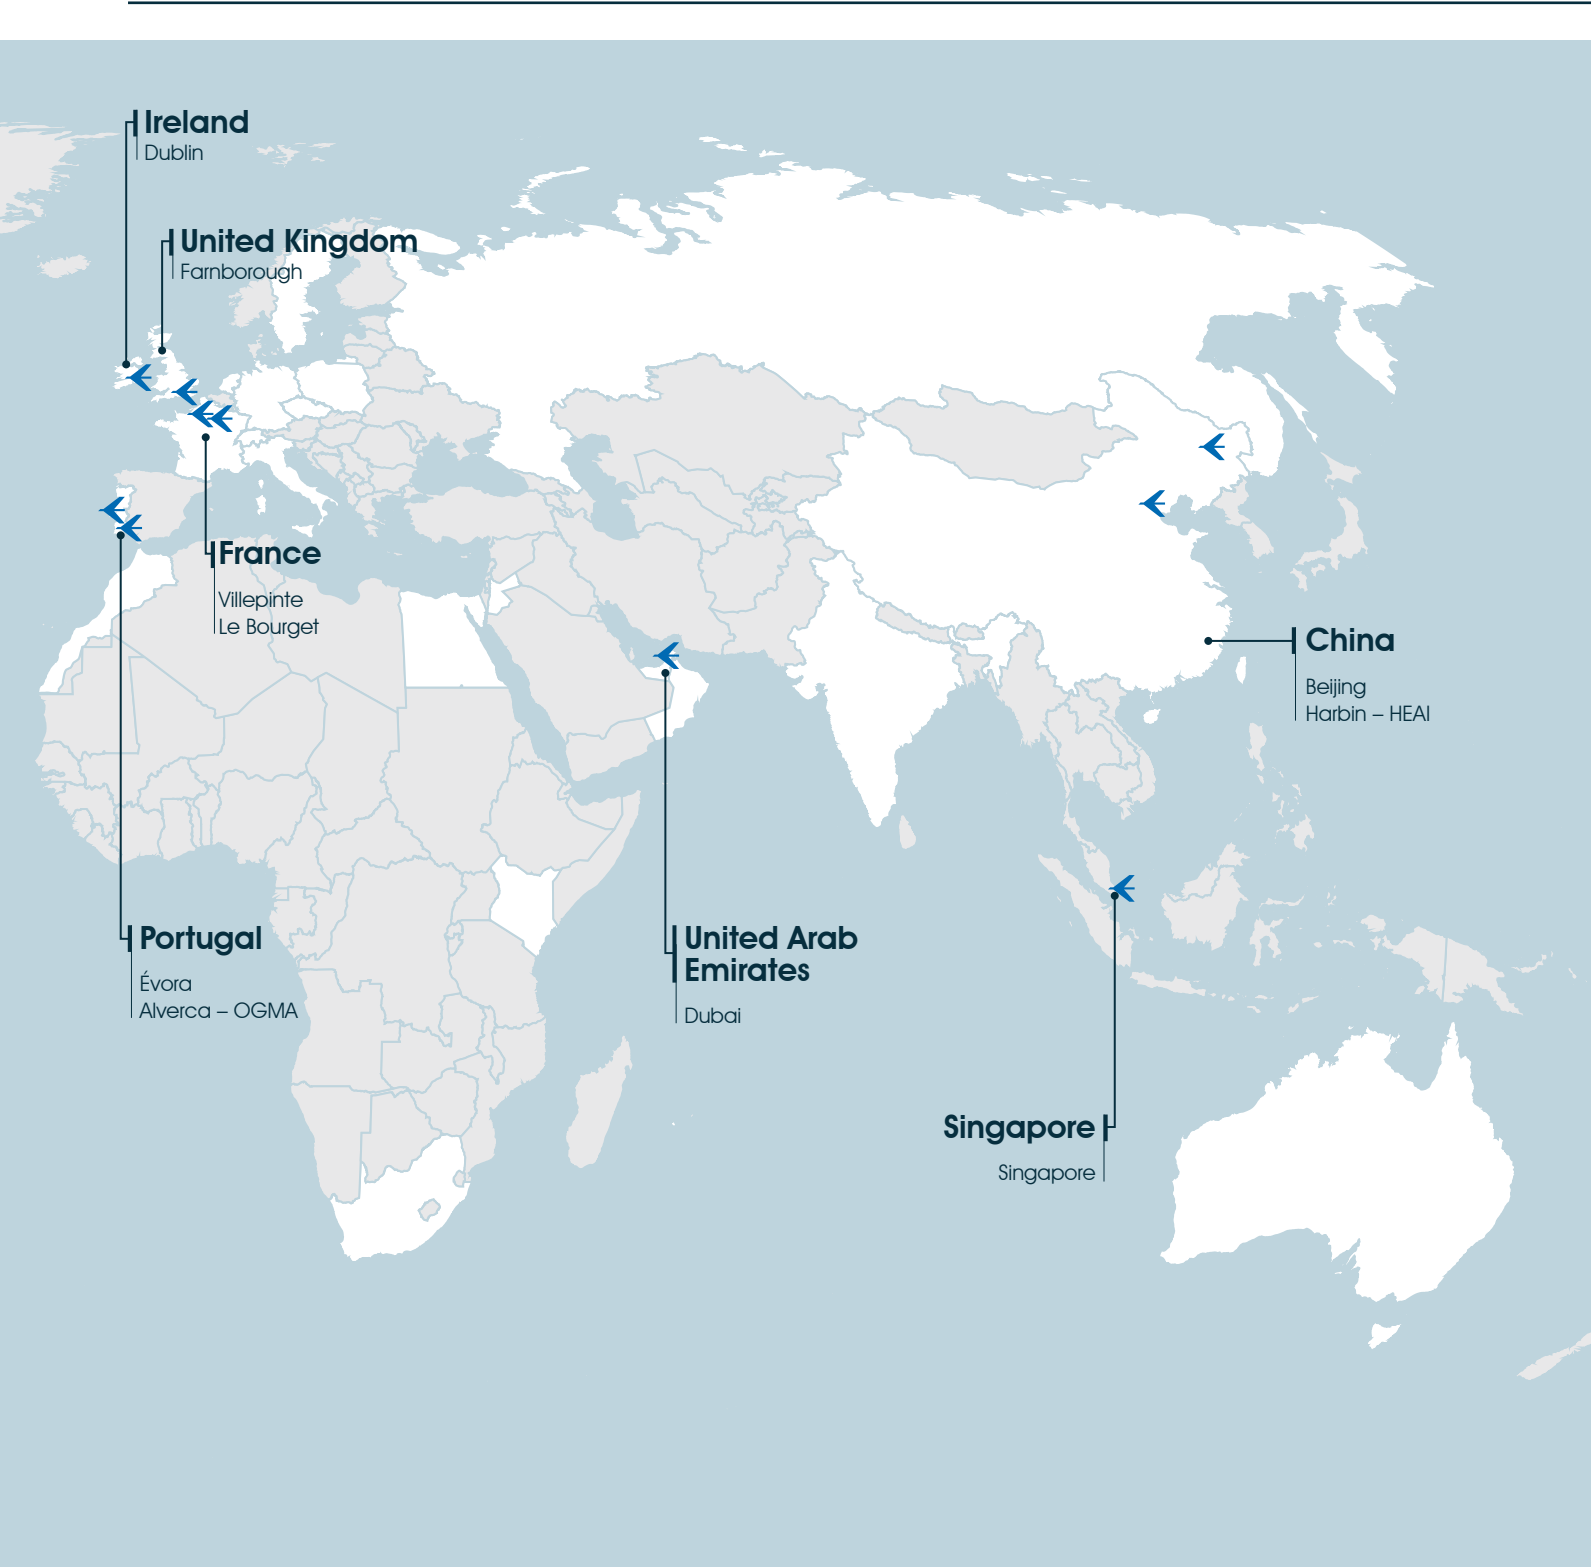 Ireland
Dublin
United Kingdom
Farnborough
France
Villepinte
Le Bourget
China
Beijing
Harbin – HEAI
Portugal
Évora
Alverca – OGMA
United Arab
Emirates
Dubai
Singapore
Singapore